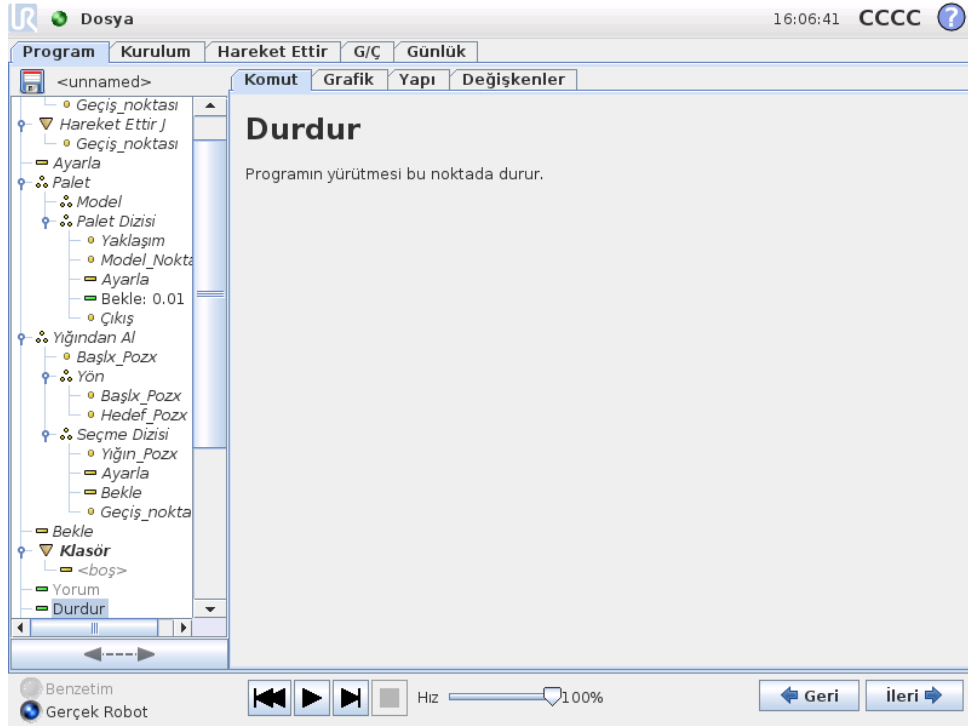 UR Dosya 16:06:41 CCCC ?
Program Kurulum Hareket Ettir G/Ç Günlük
<unnamed>
Komut Grafik Yapı Değişkenler
Geçiş_noktası
Hareket Ettir J
Geçiş_noktası
Ayarla
Palet
Model
Palet Dizisi
Yaklaşım
Model_Nokta
Ayarla
Bekle: 0.01
Çıkış
Yığından Al
Başlx_Pozx
Yön
Başlx_Pozx
Hedef_Pozx
Seçme Dizisi
Yığın_Pozx
Ayarla
Bekle
Geçiş_nokta
Bekle
Klasör
<boş>
Yorum
Durdur
Durdur
Programın yürütmesi bu noktada durur.
Benzetim
Gerçek Robot
Hız 100%
Geri İleri